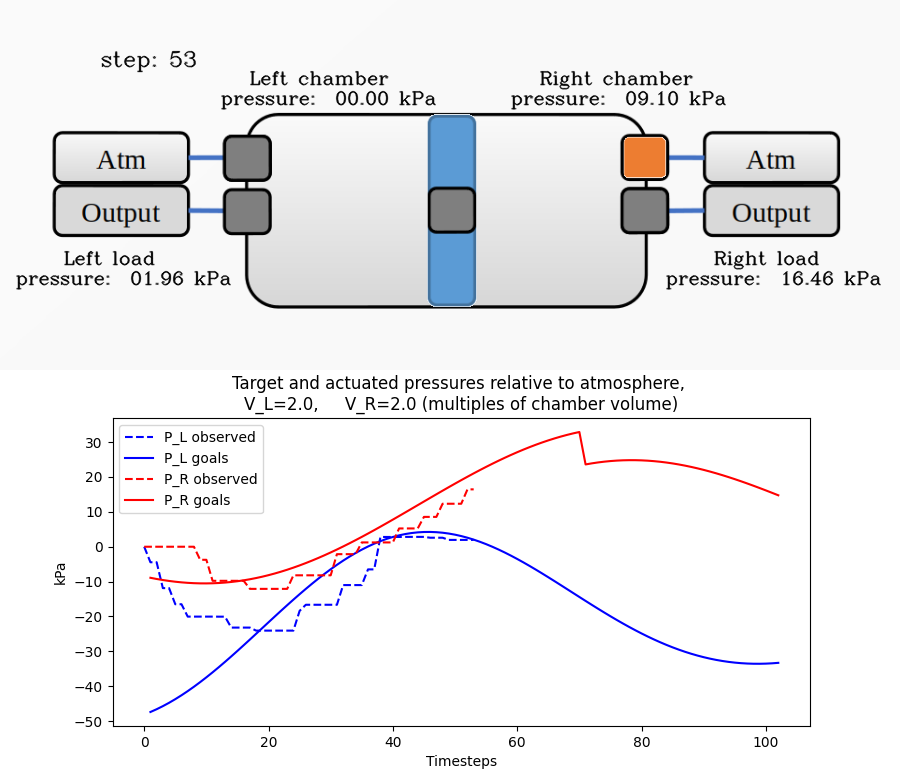 step: 53
Left chamber
pressure: 00.00 kPa
Right chamber
pressure: 09.10 kPa
Atm
Output
Atm
Output
Left load
pressure: 01.96 kPa
Right load
pressure: 16.46 kPa
Target and actuated pressures relative to atmosphere,
V_L=2.0, V_R=2.0 (multiples of chamber volume)
P_L observed
P_L goals
P_R observed
P_R goals
kPa
30
20
10
0
−10
−20
−30
−40
−50
0 20 40 60 80 100
Timesteps